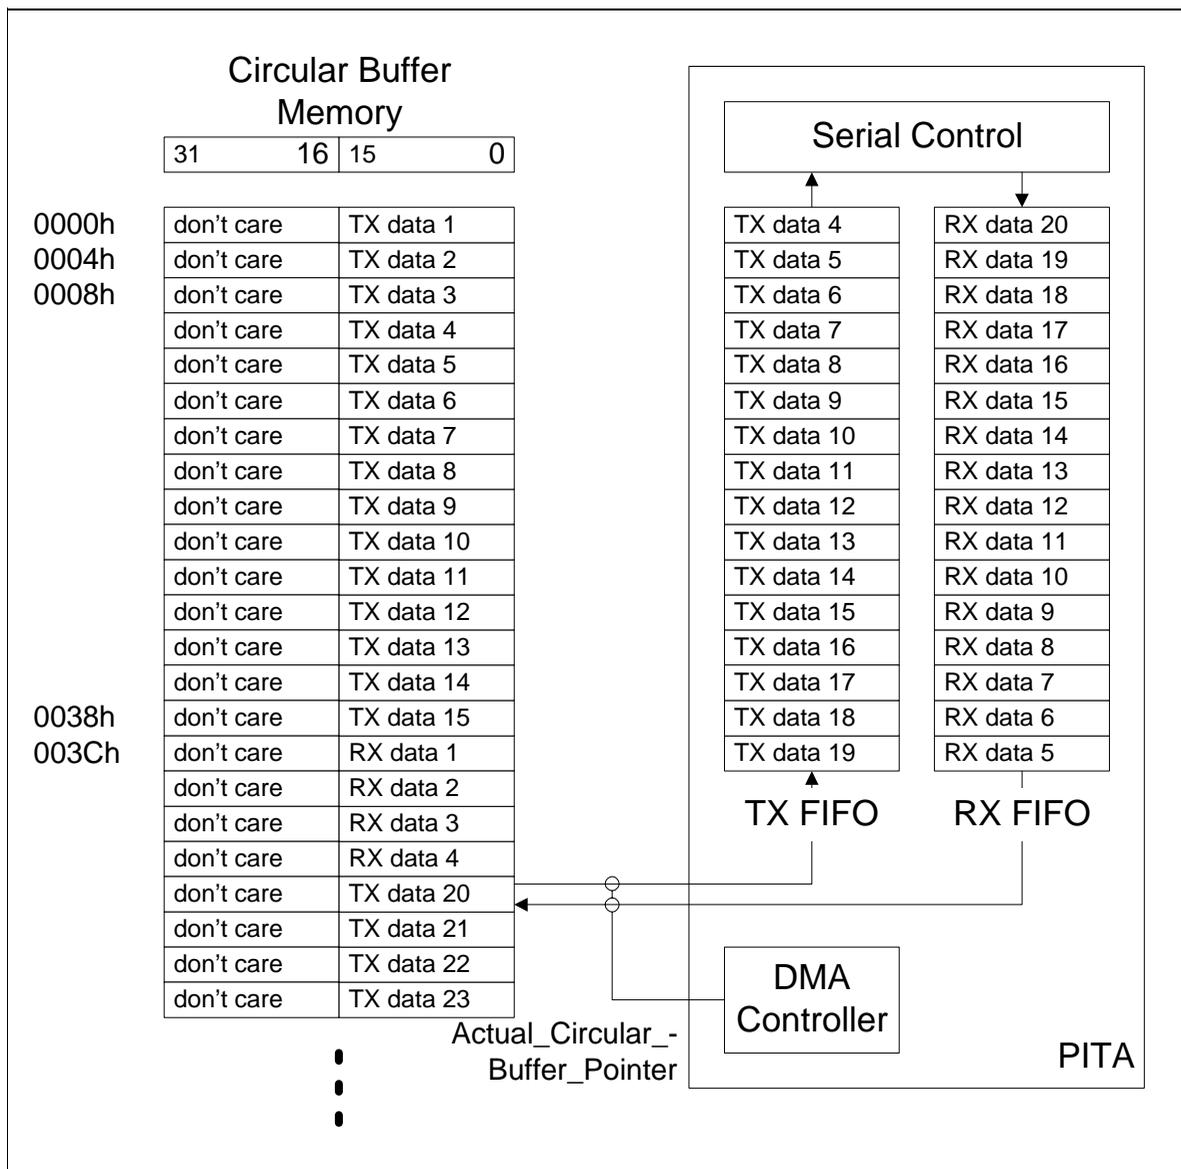 Circular Buffer
Memory
31 16 15 0
0000h don't care TX data 1
0004h don't care TX data 2
0008h don't care TX data 3
don't care TX data 4
don't care TX data 5
don't care TX data 6
don't care TX data 7
don't care TX data 8
don't care TX data 9
don't care TX data 10
don't care TX data 11
don't care TX data 12
don't care TX data 13
don't care TX data 14
0038h don't care TX data 15
003Ch don't care RX data 1
don't care RX data 2
don't care RX data 3
don't care RX data 4
don't care TX data 20
don't care TX data 21
don't care TX data 22
don't care TX data 23
Actual_Circular_-
Buffer_Pointer
Serial Control
TX data 4 RX data 20
TX data 5 RX data 19
TX data 6 RX data 18
TX data 7 RX data 17
TX data 8 RX data 16
TX data 9 RX data 15
TX data 10 RX data 14
TX data 11 RX data 13
TX data 12 RX data 12
TX data 13 RX data 11
TX data 14 RX data 10
TX data 15 RX data 9
TX data 16 RX data 8
TX data 17 RX data 7
TX data 18 RX data 6
TX data 19 RX data 5
TX FIFO RX FIFO
DMA
Controller
PITA